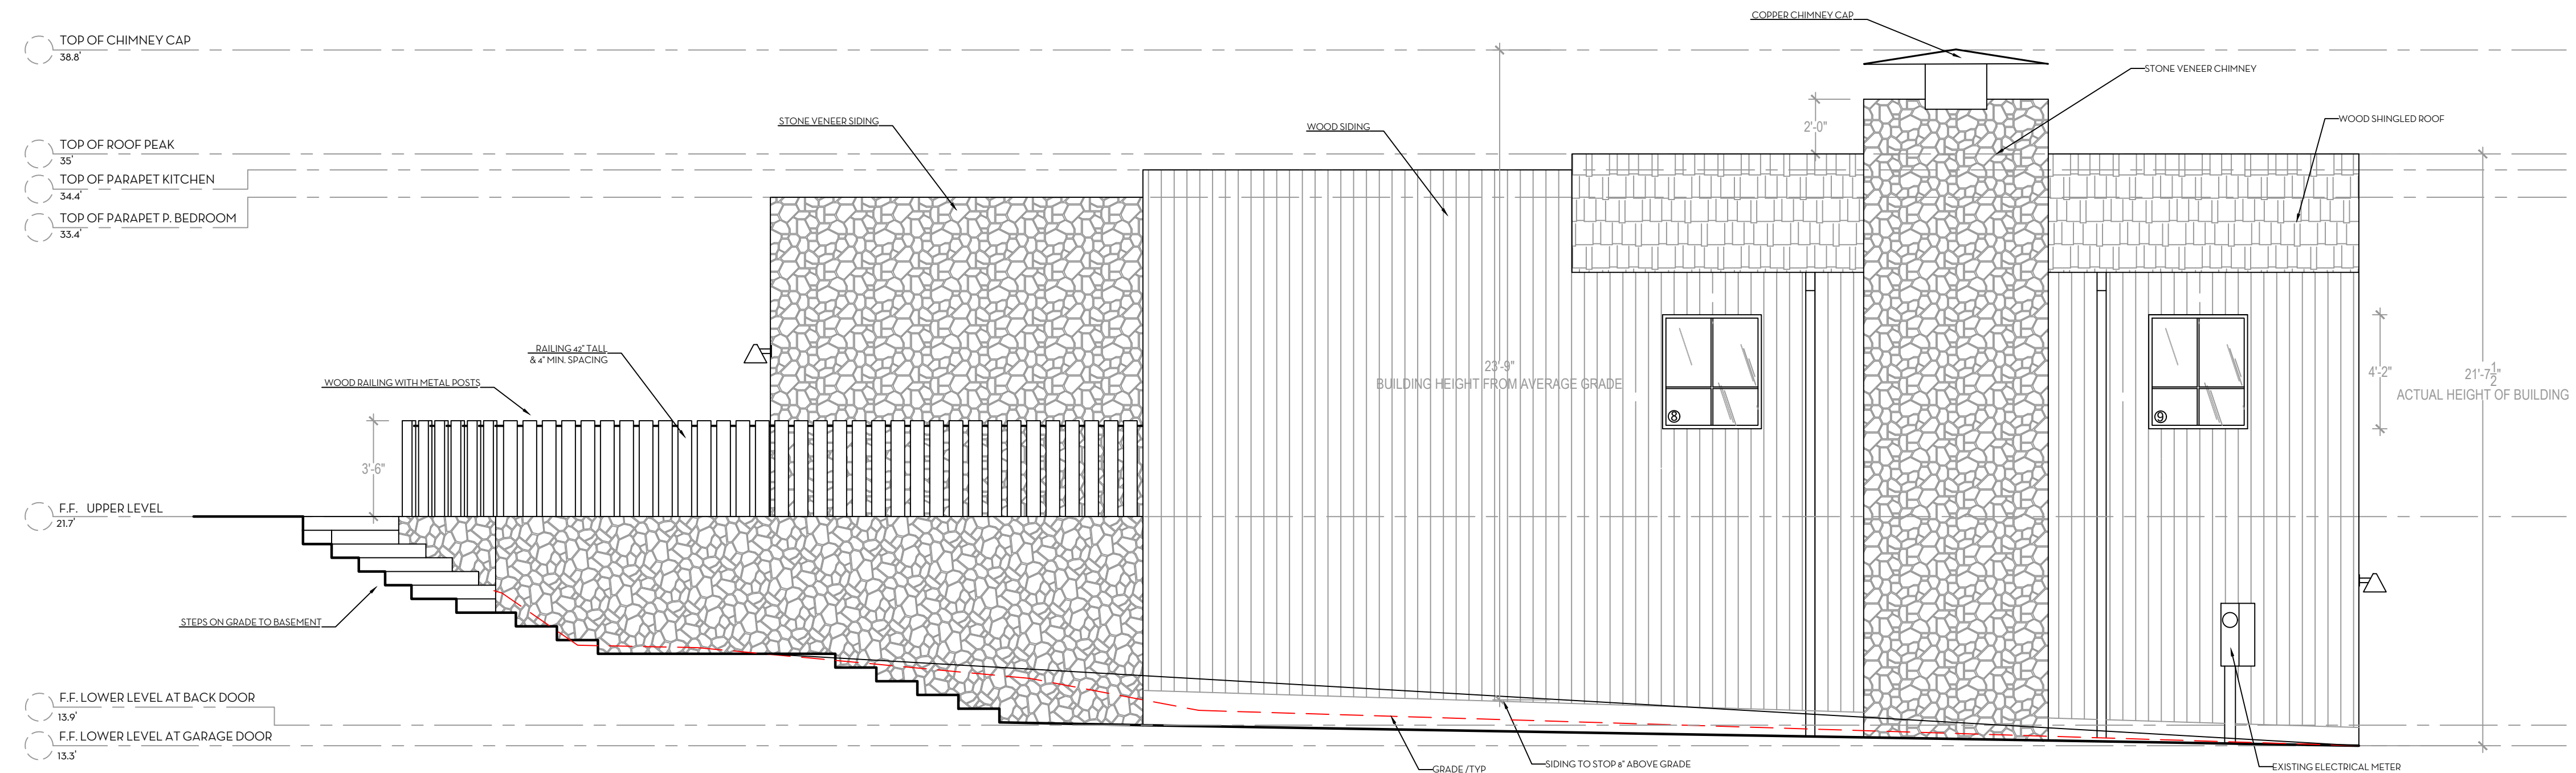 COPPER CHIMNEY CAP
TOP OF CHIMNEY CAP
38.8'
STONE VENEER CHIMNEY
STONE VENEER SIDING
WOOD SIDING
2'-0"
WOOD SHINGLED ROOF
TOP OF ROOF PEAK
35'
TOP OF PARAPET KITCHEN
34.4'
TOP OF PARAPET P. BEDROOM
33.4'
RAILING 42" TALL
& 4" MIN. SPACING
WOOD RAILING WITH METAL POSTS
23'-9"
BUILDING HEIGHT FROM AVERAGE GRADE
4'-2"
21'-7 1/2"
ACTUAL HEIGHT OF BUILDING
8
9
3'-6"
F.F. UPPER LEVEL
21.7'
STEPS ON GRADE TO BASEMENT
F.F. LOWER LEVEL AT BACK DOOR
13.9'
F.F. LOWER LEVEL AT GARAGE DOOR
13.3'
GRADE /TYP
SIDING TO STOP 8" ABOVE GRADE
EXISTING ELECTRICAL METER